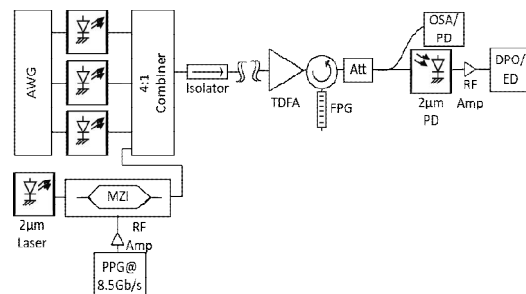 AWG
4:1
Combiner
Isolator
TDFA
FPG
Att
OSA/
PD
2μm
PD
RF
Amp
DPO/
ED
2μm
Laser
MZI
RF
Amp
PPG@
8.5Gb/s